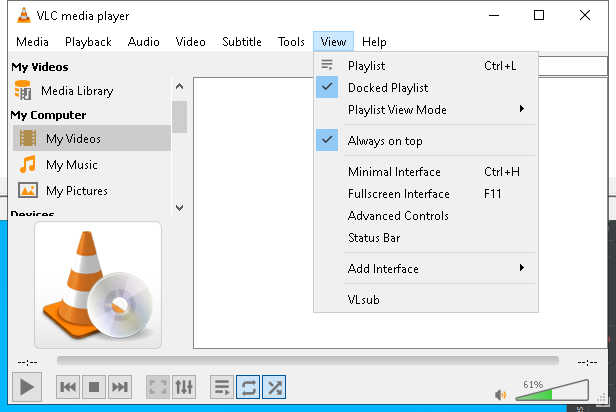 VLC media player
Media Playback Audio Video Subtitle Tools View Help
My Videos
Media Library
My Computer
My Videos
My Music
My Pictures
Devices
Playlist Ctrl+L
Docked Playlist
Playlist View Mode
Always on top
Minimal Interface Ctrl+H
Fullscreen Interface F11
Advanced Controls
Status Bar
Add Interface
VLsub
--:-- --:--
61%